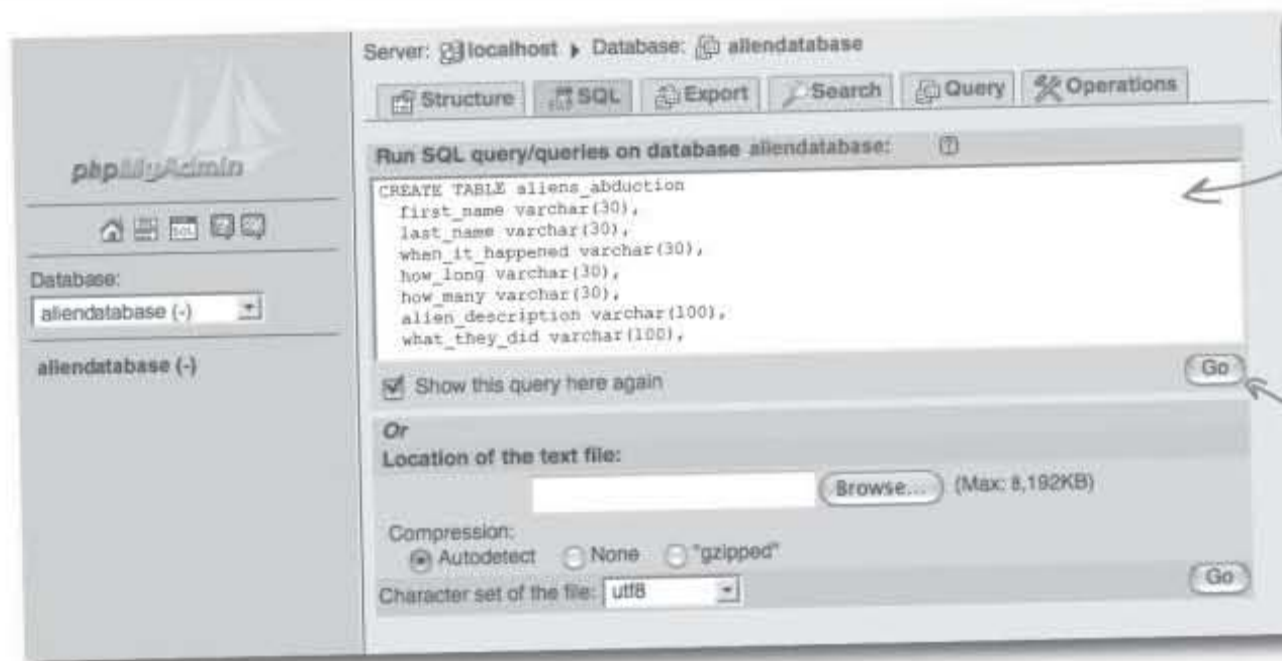 phpMyAdmin
SQL
Database:
aliendatabase (-)
aliendatabase (-)
Server: localhost ▸ Database: aliendatabase
Structure SQL Export Search Query Operations
Run SQL query/queries on database aliendatabase:
CREATE TABLE aliens_abduction
first_name varchar(30),
last_name varchar(30),
when_it_happened varchar(30),
how_long varchar(30),
how_many varchar(30),
alien_description varchar(100),
what_they_did varchar(100),
Show this query here again
Go
Or
Location of the text file:
Browse... (Max: 8,192KB)
Compression:
Autodetect None "gzipped"
Character set of the file: utf8
Go